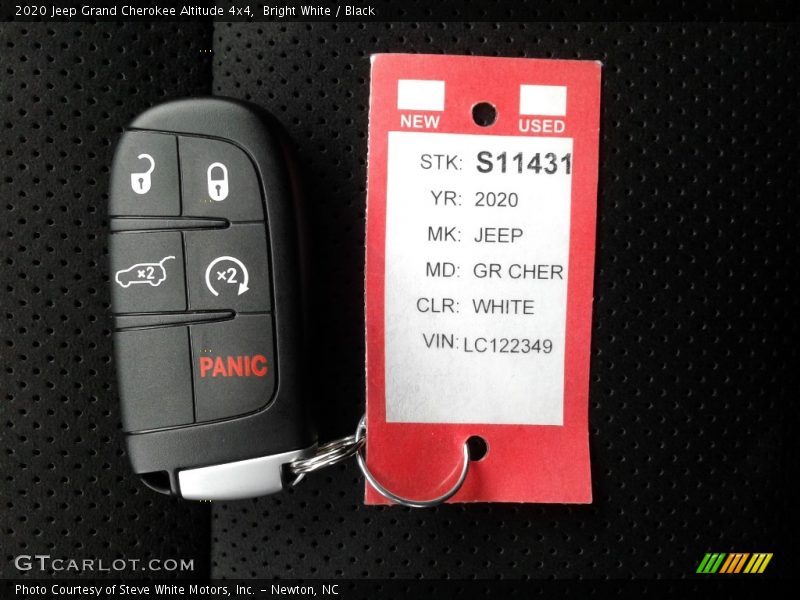 2020 Jeep Grand Cherokee Altitude 4x4, Bright White / Black
NEW
USED
STK: S11431
YR: 2020
MK: JEEP
MD: GR CHER
CLR: WHITE
VIN: LC122349
×2
×2
PANIC
GTCARLOT.COM
Photo Courtesy of Steve White Motors, Inc. – Newton, NC